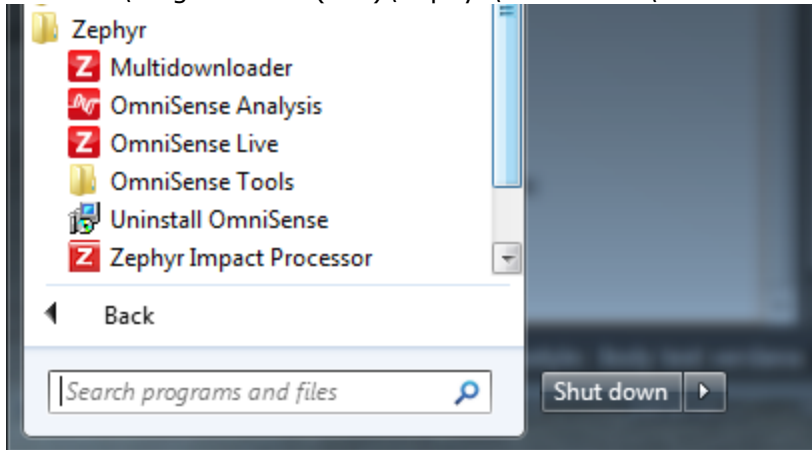 Zephyr
Multidownloader
OmniSense Analysis
OmniSense Live
OmniSense Tools
Uninstall OmniSense
Zephyr Impact Processor
Back
Search programs and files
Shut down